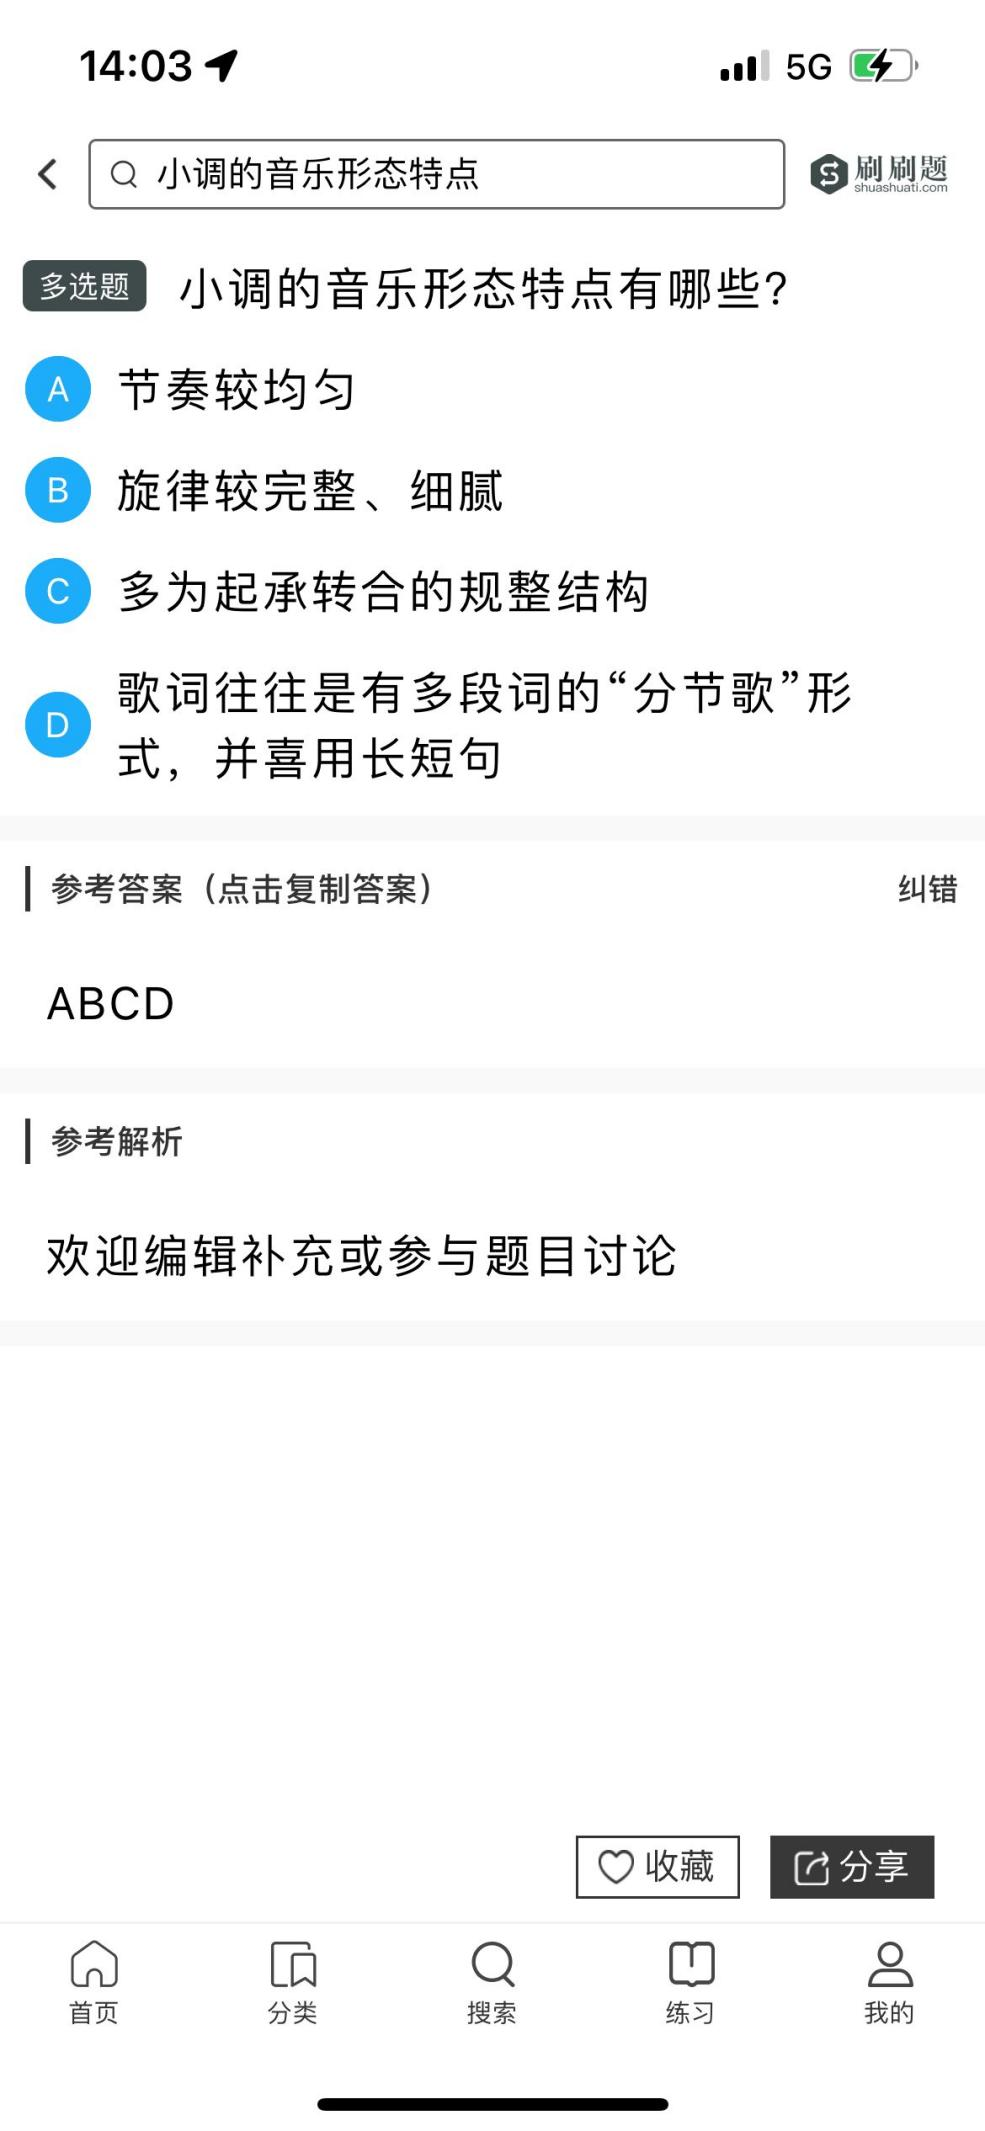 14:03
5G
小调的音乐形态特点
刷刷题
shuashuati.com
多选题
小调的音乐形态特点有哪些?
A
节奏较均匀
B
旋律较完整、细腻
C
多为起承转合的规整结构
D
歌词往往是有多段词的“分节歌”形
式，并喜用长短句
参考答案（点击复制答案）
纠错
ABCD
参考解析
欢迎编辑补充或参与题目讨论
收藏
分享
首页
分类
搜索
练习
我的